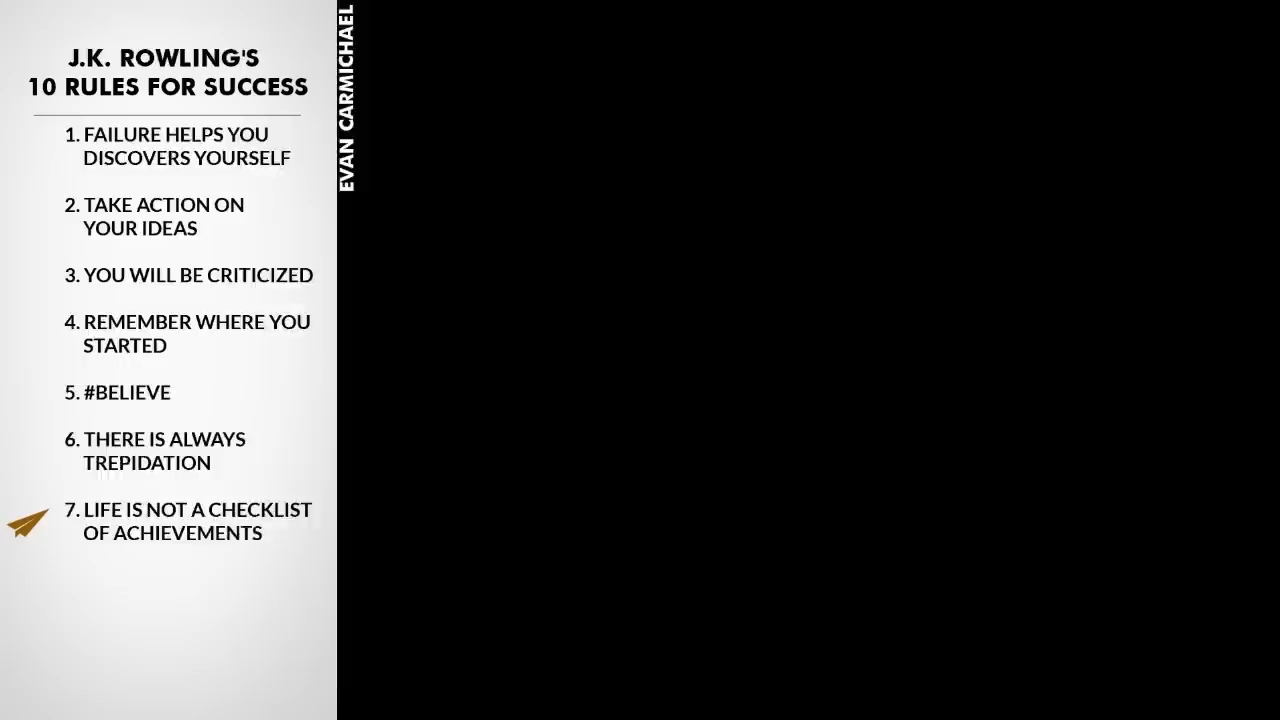 J.K. ROWLING'S
10 RULES FOR SUCCESS
1. FAILURE HELPS YOU
DISCOVERS YOURSELF
2. TAKE ACTION ON
YOUR IDEAS
3. YOU WILL BE CRITICIZED
4. REMEMBER WHERE YOU
STARTED
5. #BELIEVE
6. THERE IS ALWAYS
TREPIDATION
7. LIFE IS NOT A CHECKLIST
OF ACHIEVEMENTS
EVAN CARMICHAEL